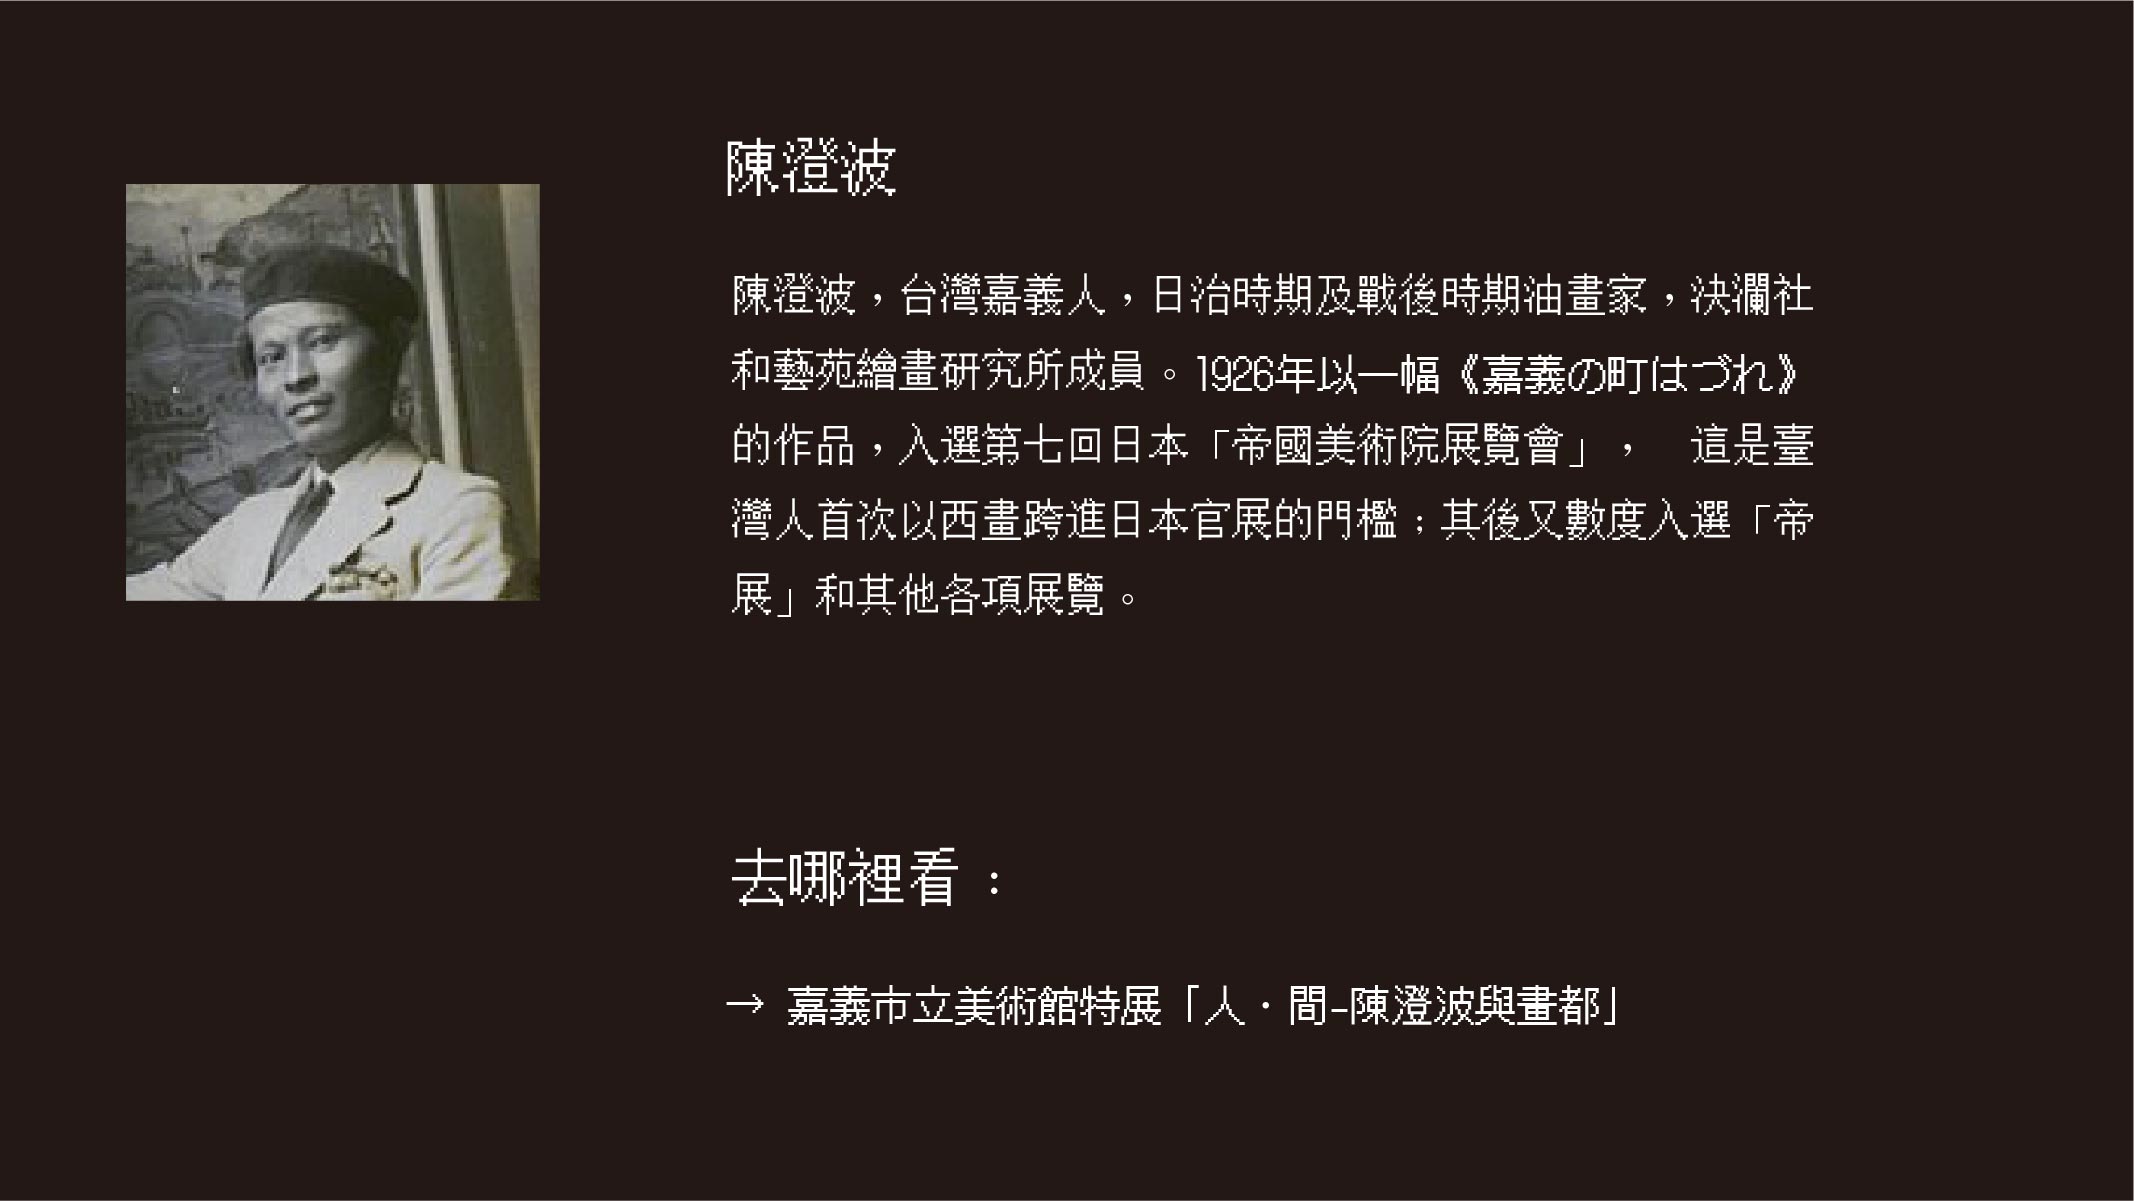 陳澄波
陳澄波，台灣嘉義人，日治時期及戰後時期油畫家，決瀾社
和藝苑繪畫研究所成員。1926年以一幅《嘉義の町はづれ》
的作品，入選第七回日本「帝國美術院展覽會」，　這是臺
灣人首次以西畫跨進日本官展的門檻；其後又數度入選「帝
展」和其他各項展覽。
去哪裡看：
→ 嘉義市立美術館特展「人・間-陳澄波與畫都」